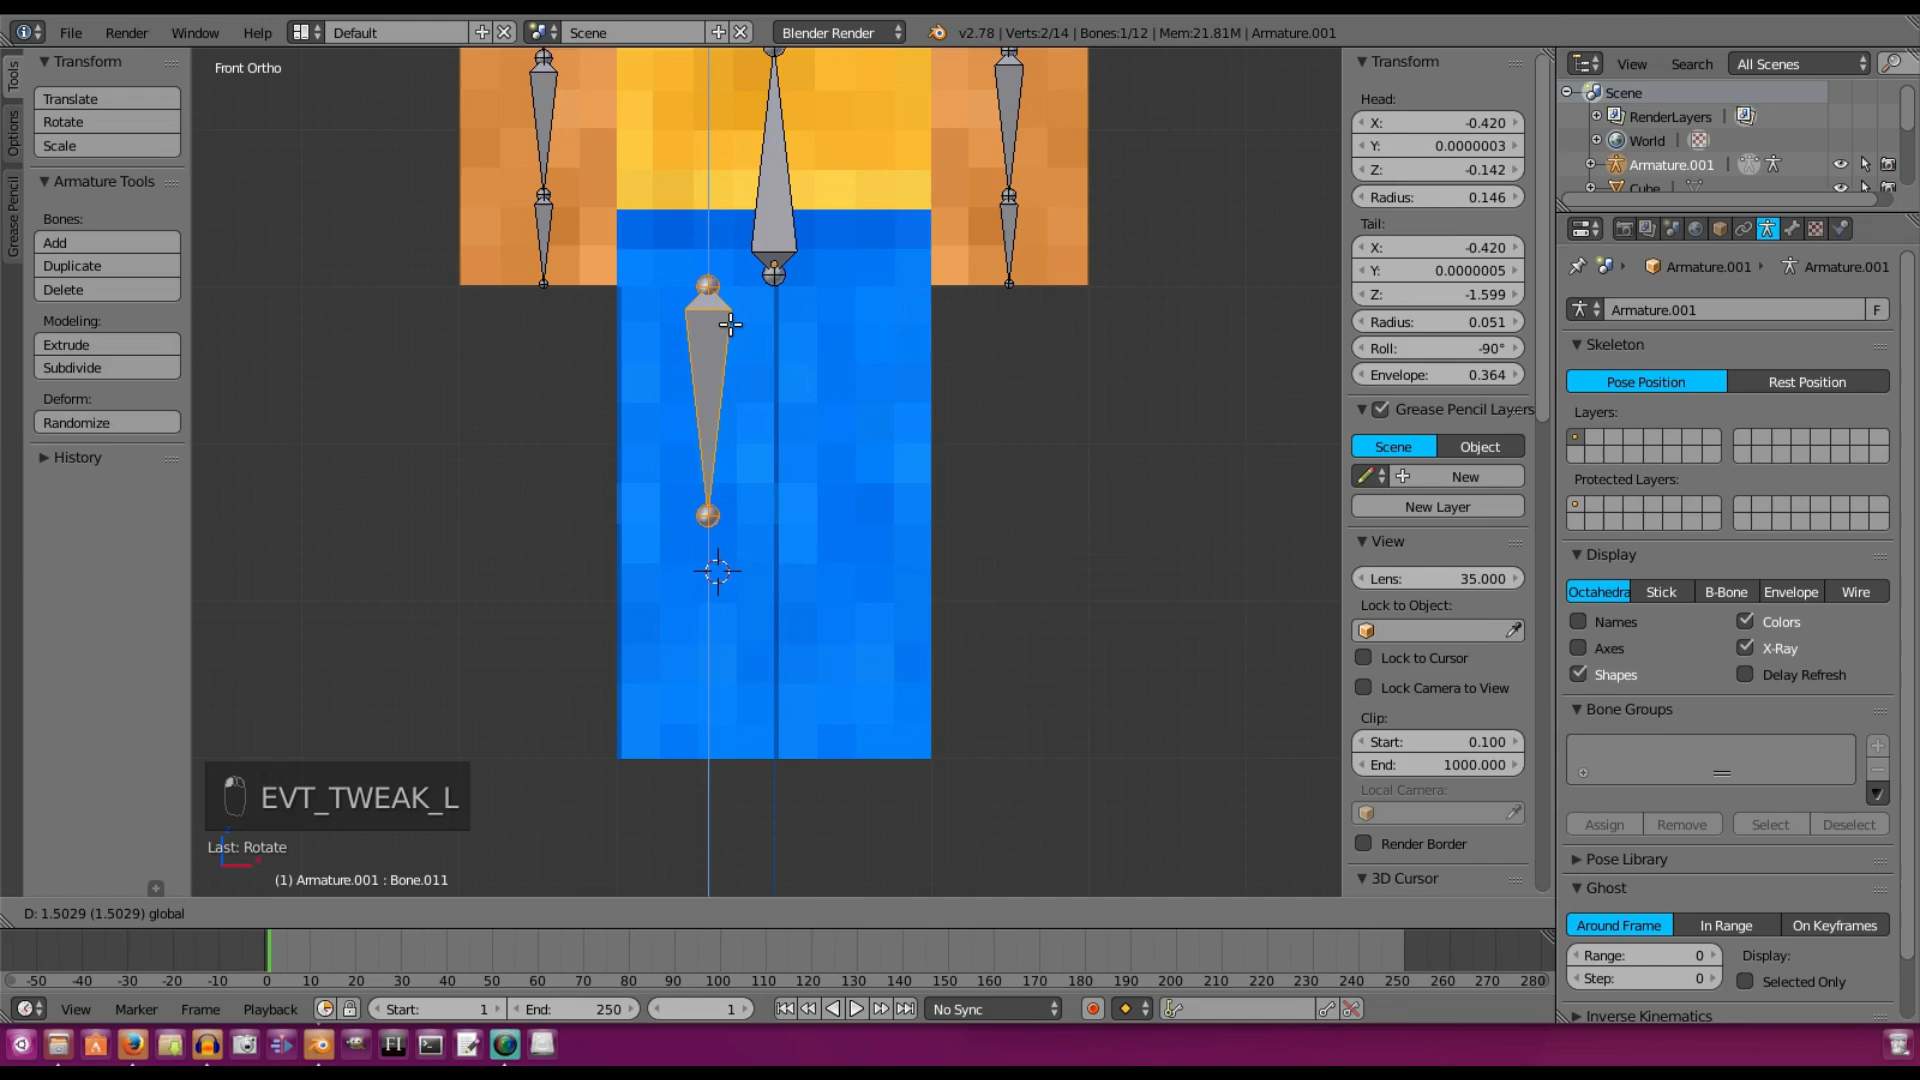 File Render Window Help Default Scene Blender Render v2.78 | Verts:2/14 | Bones:1/12 | Mem:21.81M | Armature.001
Tools
Options
Grease Pencil
Transform
Translate
Rotate
Scale
Armature Tools
Bones:
Add
Duplicate
Delete
Modeling:
Extrude
Subdivide
Deform:
Randomize
History
Front Ortho
EVT_TWEAK_L
Last: Rotate
(1) Armature.001 : Bone.011
Transform
Head:
X: -0.420
Y: 0.0000003
Z: -0.142
Radius: 0.146
Tail:
X: -0.420
Y: 0.0000005
Z: -1.599
Radius: 0.051
Roll: -90°
Envelope: 0.364
Grease Pencil Layers
Scene Object
New
New Layer
View
Lens: 35.000
Lock to Object:
Lock to Cursor
Lock Camera to View
Clip:
Start: 0.100
End: 1000.000
Local Camera:
Render Border
3D Cursor
View Search All Scenes
Scene
RenderLayers |
World |
Armature.001 |
Cube |
Armature.001 Armature.001
Armature.001 F
Skeleton
Pose Position Rest Position
Layers:
Protected Layers:
Display
Octahedra Stick B-Bone Envelope Wire
Names Colors
Axes X-Ray
Shapes Delay Refresh
Bone Groups
Assign Remove Select Deselect
Pose Library
Ghost
Around Frame In Range On Keyframes
Range: 0 Display:
Step: 0 Selected Only
Inverse Kinematics
D: 1.5029 (1.5029) global
-50 -40 -30 -20 -10 0 10 20 30 40 50 60 70 80 90 100 110 120 130 140 150 160 170 180 190 200 210 220 230 240 250 260 270 280
View Marker Frame Playback Start: 1 End: 250 1 No Sync